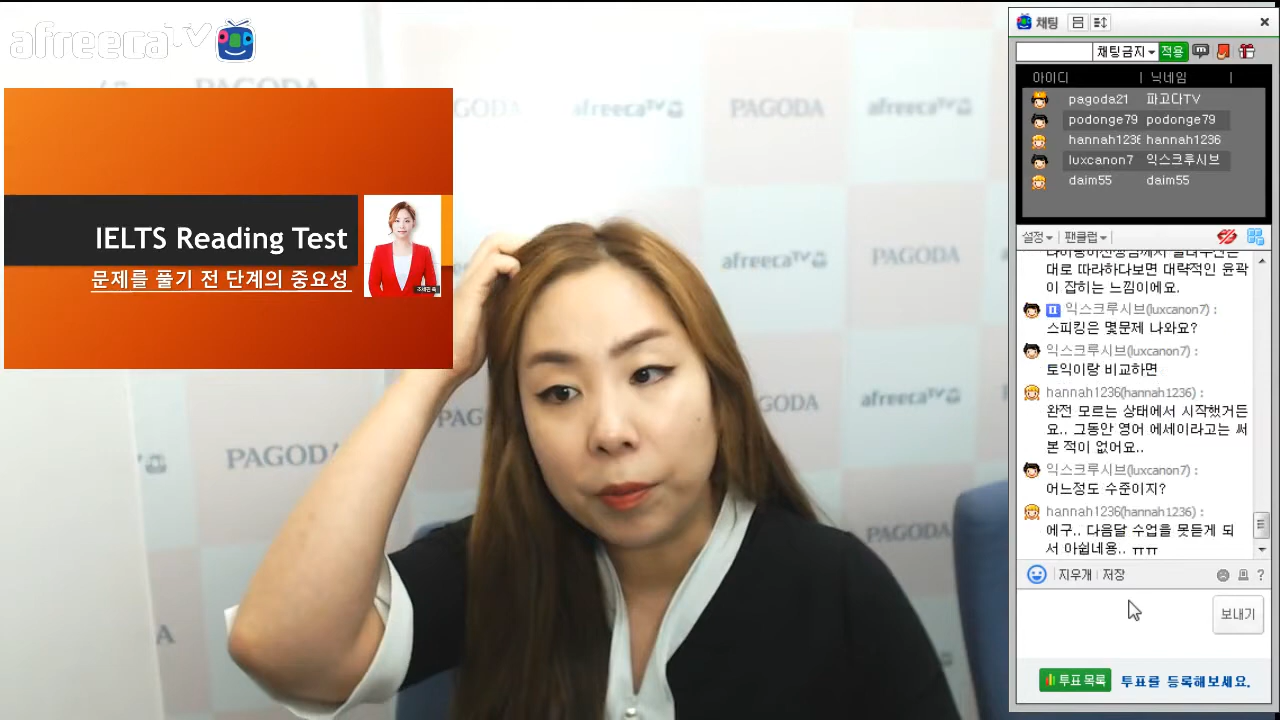 afreecaTV
PAGODA
afreecaTV
PAGODA
afreecaTV
IELTS Reading Test
문제를 풀기 전 단계의 중요성
afreecaTV
PAGODA
PAGODA
PAGODA
afreecaTV
PAGODA
채팅
채팅금지
적용
아이디 | 닉네임 |
pagoda21 파고다TV
podonge79 podonge79
hannah1236 hannah1236
luxcanon7 익스크루시브
daim55 daim55
설정 팬클럽
대로 따라하다보면 대략적인 윤곽
이 잡히는 느낌이에요.
익스크루시브(luxcanon7) :
스피킹은 몇문제 나와요?
익스크루시브(luxcanon7) :
토익이랑 비교하면
hannah1236(hannah1236) :
완전 모르는 상태에서 시작했거든
요.. 그동안 영어 에세이라고는 써
본 적이 없어요..
익스크루시브(luxcanon7) :
어느정도 수준이지?
hannah1236(hannah1236) :
에구.. 다음달 수업을 못듣게 되
서 아쉽네용.. ㅠㅠ
지우개 저장
보내기
투표목록 투표를 등록해보세요.